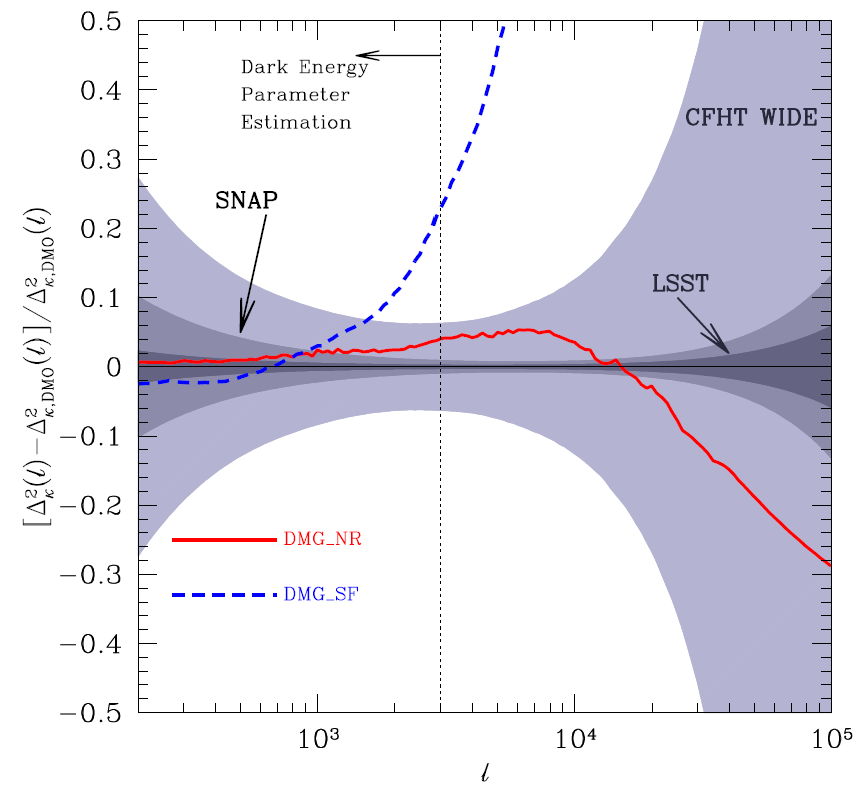 0.5
0.4
0.3
0.2
0.1
0
−0.1
−0.2
−0.3
−0.4
−0.5
[Δ²κ(l)−Δ²κ,DMO(l)]/Δ²κ,DMO(l)
Dark Energy
Parameter
Estimation
CFHT WIDE
SNAP
LSST
DMG_NR
DMG_SF
10³
10⁴
10⁵
l